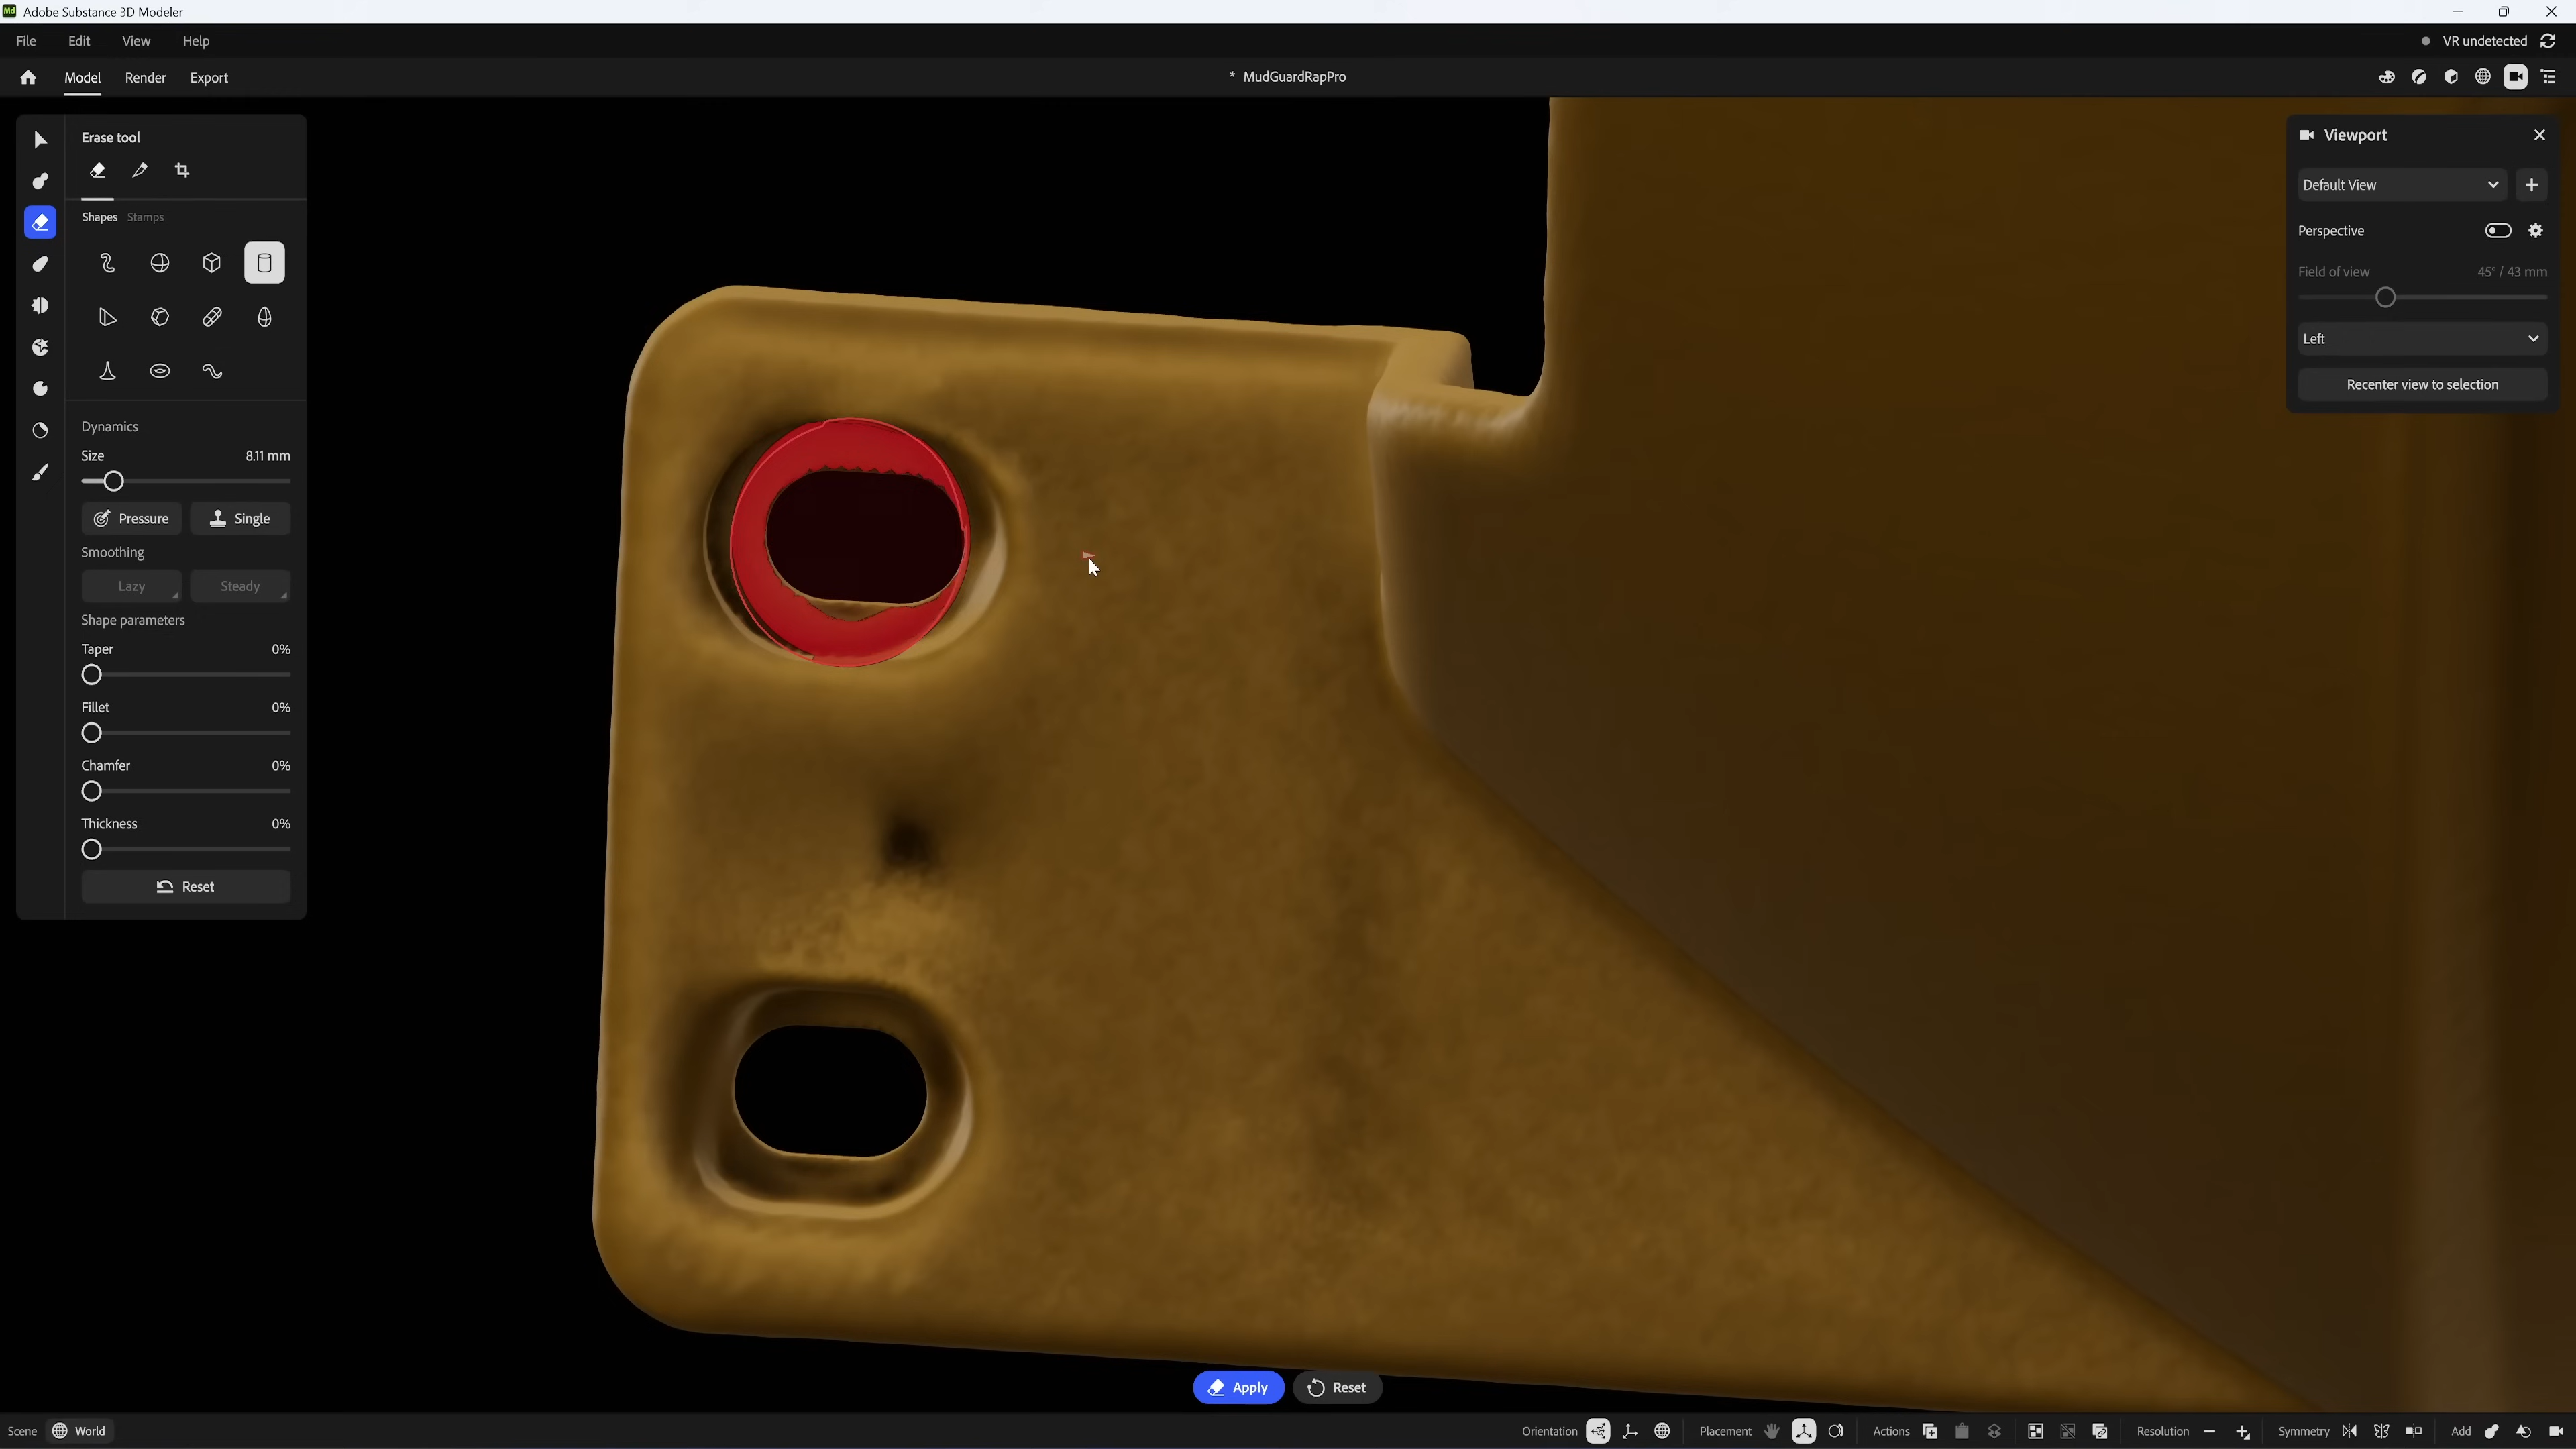 Adobe Substance 3D Modeler
File Edit View Help
VR undetected
Model Render Export
* MudGuardRapPro
Erase tool
Shapes Stamps
Dynamics
Size 8.11 mm
Pressure Single
Smoothing
Lazy Steady
Shape parameters
Taper 0%
Fillet 0%
Chamfer 0%
Thickness 0%
Reset
Viewport
Default View
Perspective
Field of view 45° / 43 mm
Left
Recenter view to selection
Apply Reset
Scene World Orientation Placement Actions Resolution Symmetry Add